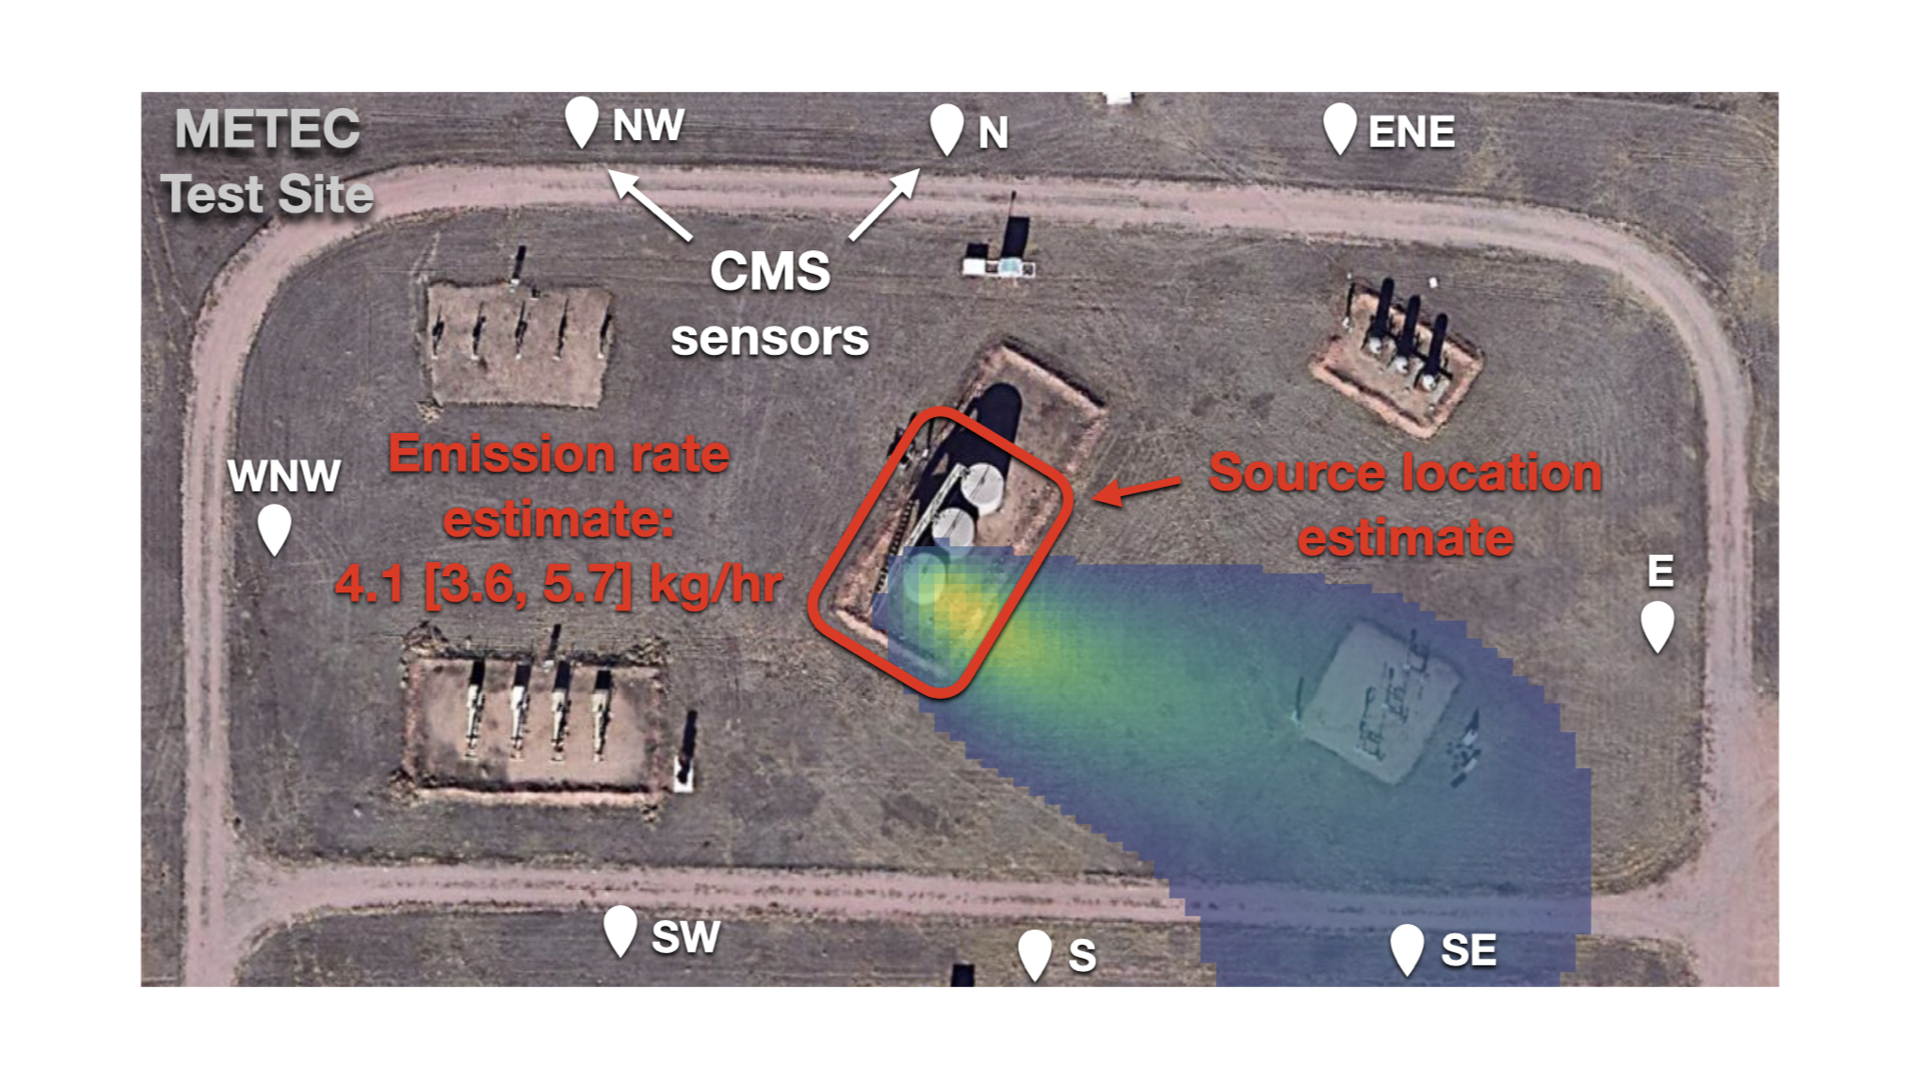 METEC
Test Site
NW
N
ENE
CMS
sensors
Emission rate
estimate:
4.1 [3.6, 5.7] kg/hr
WNW
Source location
estimate
E
SW
S
SE